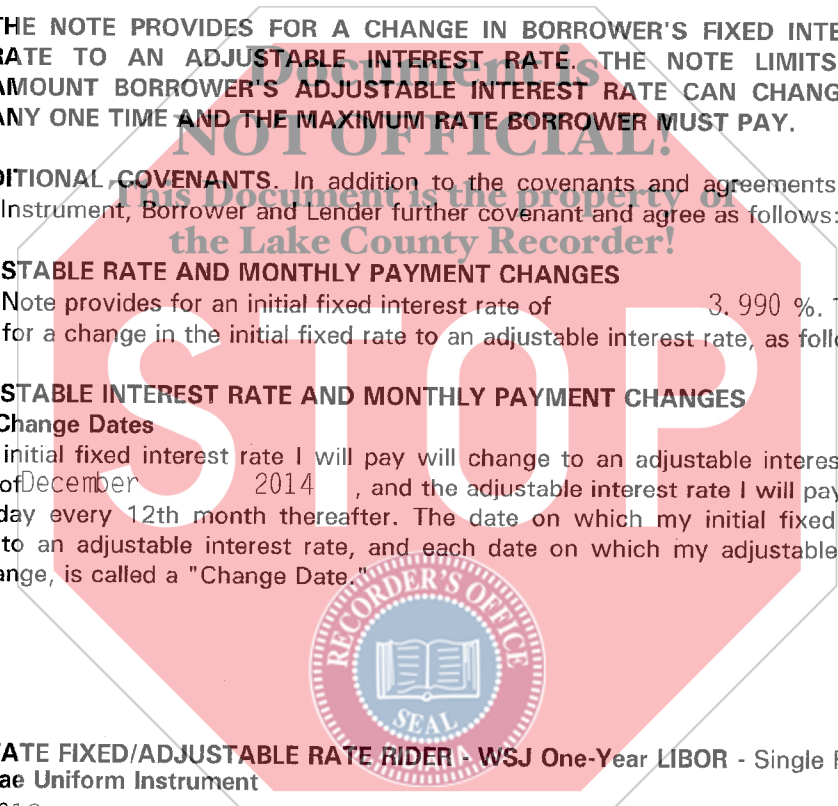 THE NOTE PROVIDES FOR A CHANGE IN BORROWER'S FIXED INTE
RATE TO AN ADJUSTABLE INTEREST RATE. THE NOTE LIMITS
AMOUNT BORROWER'S ADJUSTABLE INTEREST RATE CAN CHANG
ANY ONE TIME AND THE MAXIMUM RATE BORROWER MUST PAY.
Document is
NOT OFFICIAL!
This Document is the property of
the Lake County Recorder!
DITIONAL COVENANTS. In addition to the covenants and agreements
Instrument, Borrower and Lender further covenant and agree as follows:
STABLE RATE AND MONTHLY PAYMENT CHANGES
Note provides for an initial fixed interest rate of 3.990 %. T
for a change in the initial fixed rate to an adjustable interest rate, as follo
STOP
STABLE INTEREST RATE AND MONTHLY PAYMENT CHANGES
Change Dates
initial fixed interest rate I will pay will change to an adjustable interes
of December 2014 , and the adjustable interest rate I will pay
day every 12th month thereafter. The date on which my initial fixed
to an adjustable interest rate, and each date on which my adjustable
ange, is called a "Change Date."
RECORDER'S OFFICE
SEAL
INDIANA
ATE FIXED/ADJUSTABLE RATE RIDER - WSJ One-Year LIBOR - Single F
ae Uniform Instrument